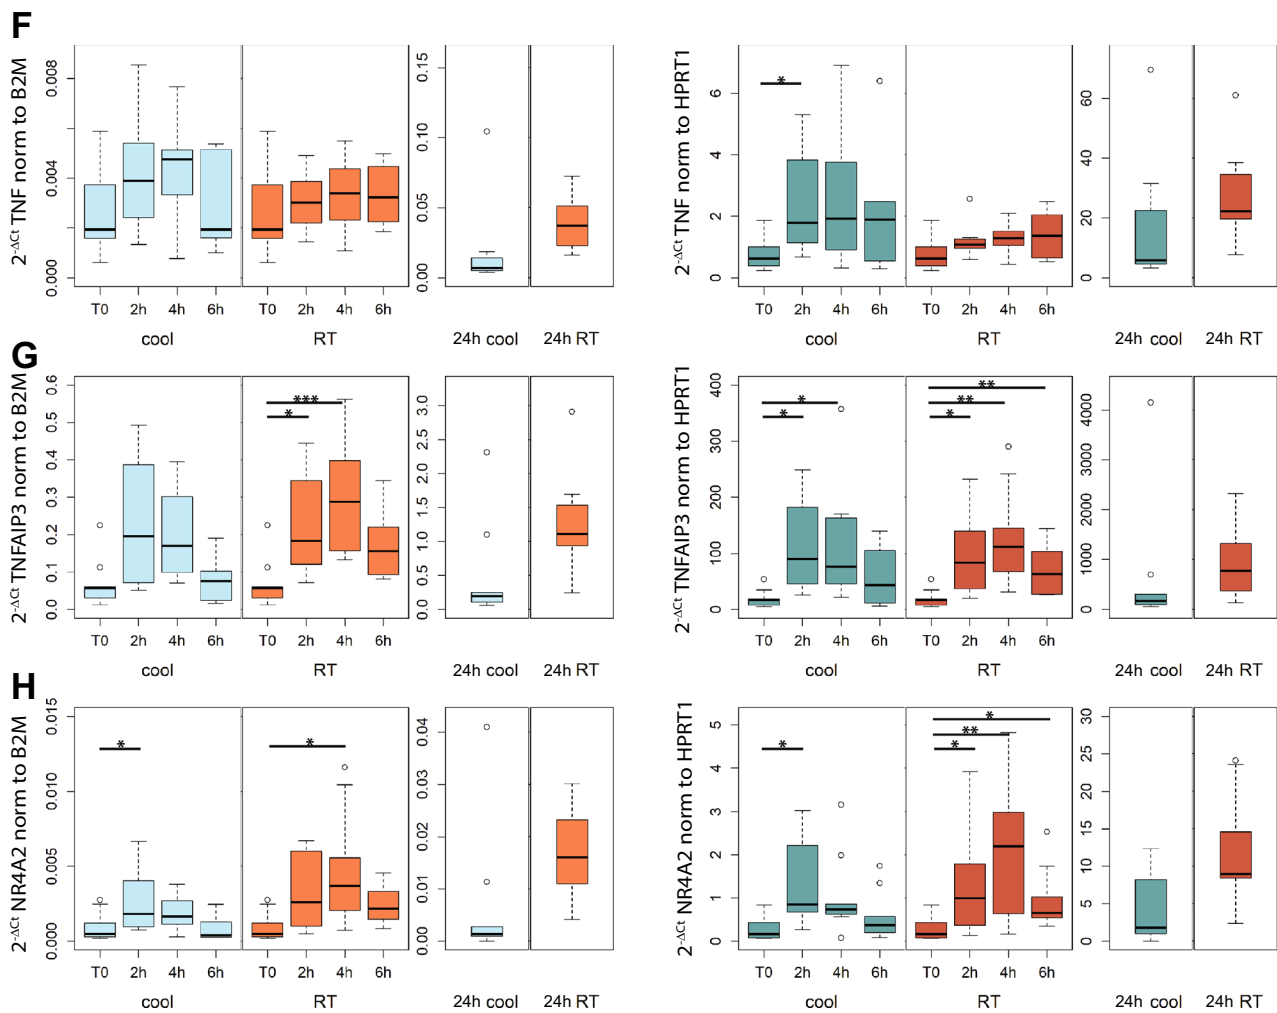 F
2-ΔCt TNF norm to B2M
0.000 0.004 0.008
*
T0 2h 4h 6h T0 2h 4h 6h
cool RT
0.00 0.05 0.10 0.15
24h cool 24h RT
2-ΔCt TNF norm to HPRT1
0 2 4 6
T0 2h 4h 6h T0 2h 4h 6h
cool RT
0 20 40 60
24h cool 24h RT
G
2-ΔCt TNFAIP3 norm to B2M
0.0 0.1 0.2 0.3 0.4 0.5 0.6
***
*
T0 2h 4h 6h T0 2h 4h 6h
cool RT
0.0 0.5 1.0 1.5 2.0 2.5 3.0
24h cool 24h RT
2-ΔCt TNFAIP3 norm to HPRT1
0 100 200 300 400
**
* **
* *
T0 2h 4h 6h T0 2h 4h 6h
cool RT
0 1000 2000 3000 4000
24h cool 24h RT
H
2-ΔCt NR4A2 norm to B2M
0.000 0.005 0.010 0.015
* *
T0 2h 4h 6h T0 2h 4h 6h
cool RT
0.00 0.01 0.02 0.03 0.04
24h cool 24h RT
2-ΔCt NR4A2 norm to HPRT1
0 1 2 3 4 5
*
**
* *
T0 2h 4h 6h T0 2h 4h 6h
cool RT
0 5 10 15 20 25 30
24h cool 24h RT